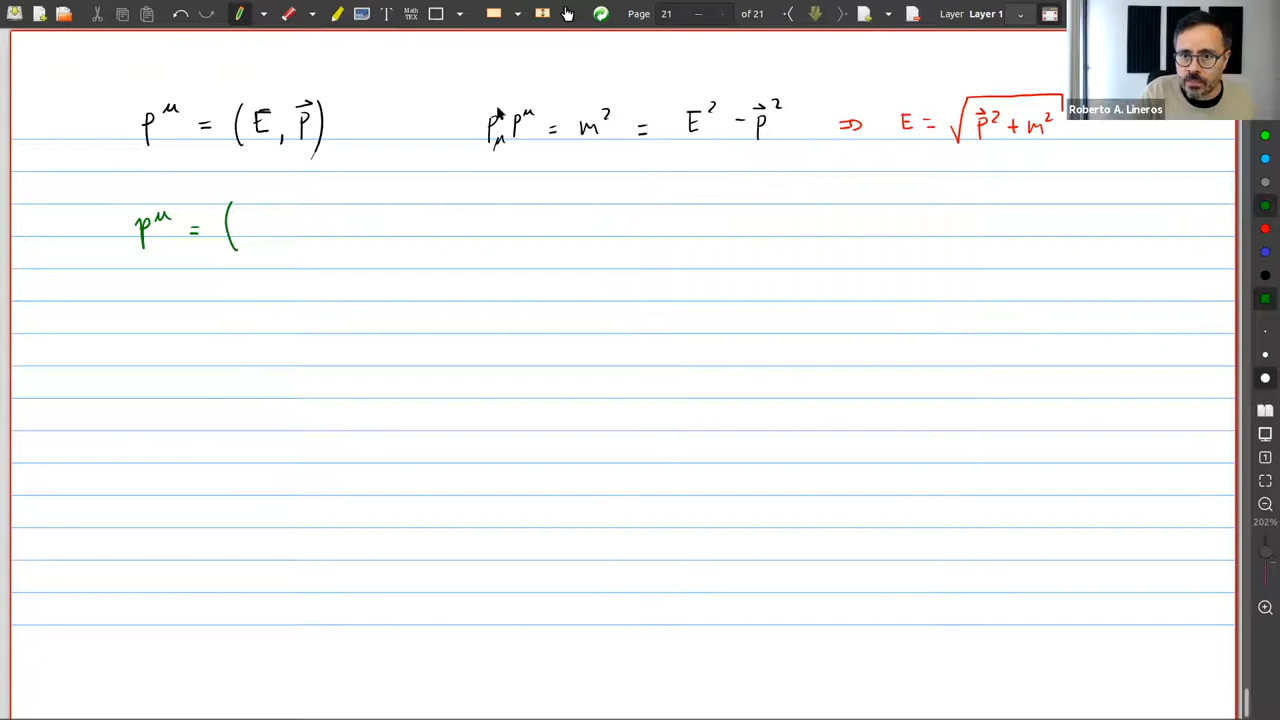 Page 21 of 21 Layer Layer 1
Roberto A. Lineros
p^μ = (E, p⃗) p_μ p^μ = m² = E² - p⃗² ⇒ E = √(p⃗² + m²)
p^μ = (
202%